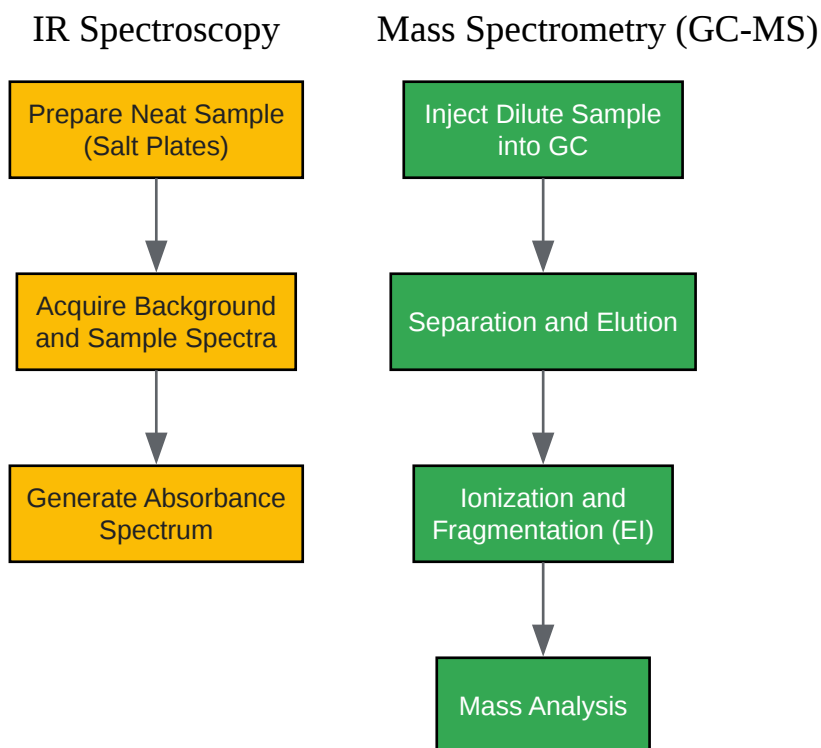 IR Spectroscopy
Prepare Neat Sample
(Salt Plates)
Acquire Background
and Sample Spectra
Generate Absorbance
Spectrum
Mass Spectrometry (GC-MS)
Inject Dilute Sample
into GC
Separation and Elution
Ionization and
Fragmentation (EI)
Mass Analysis